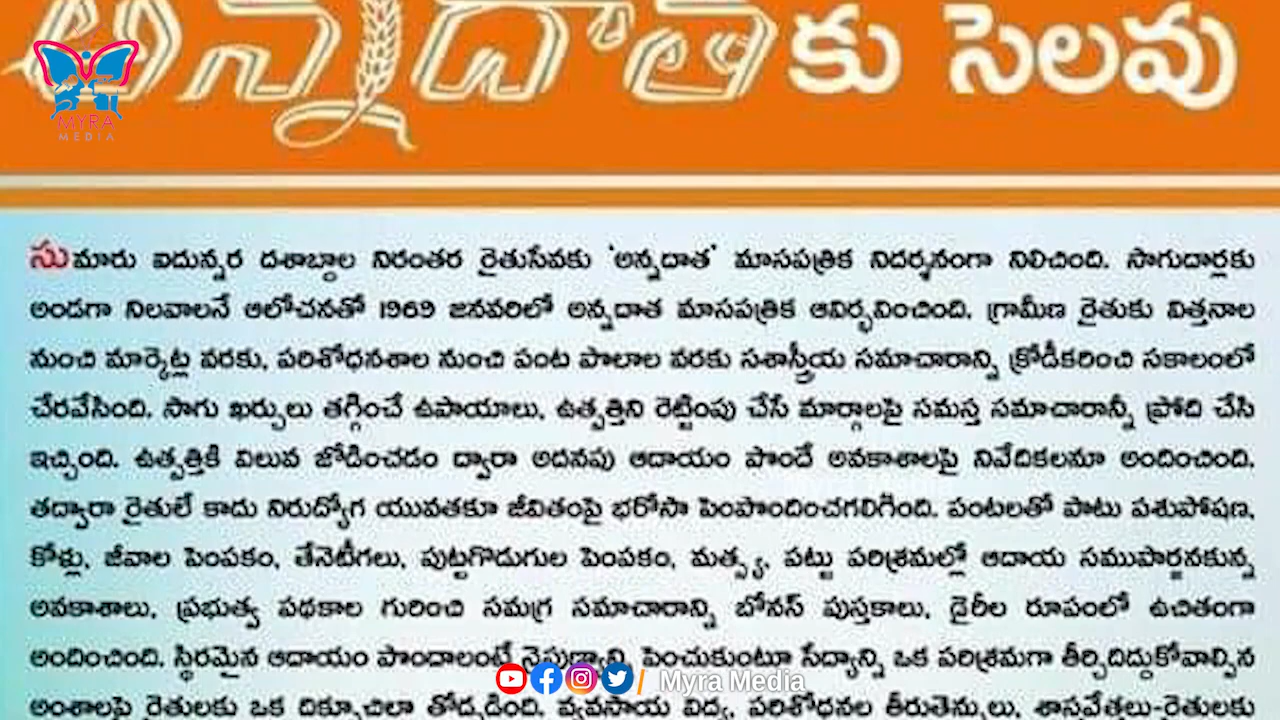 అన్నదాతకు సెలవు
MYRA
MEDIA
సుమారు ఐదున్నర దశాబ్దాల నిరంతర రైతుసేవకు ‘అన్నదాత’ మాసపత్రిక నిదర్శనంగా నిలిచింది. సాగుదార్లకు
అండగా నిలవాలనే ఆలోచనతో 1969 జనవరిలో అన్నదాత మాసపత్రిక ఆవిర్భవించింది. గ్రామీణ రైతుకు విత్తనాల
నుంచి మార్కెట్ల వరకు, పరిశోధనశాల నుంచి పంట పొలాల వరకు సశాస్త్రీయ సమాచారాన్ని క్రోడీకరించి సకాలంలో
చేరవేసింది. సాగు ఖర్చులు తగ్గించే ఉపాయాలు, ఉత్పత్తిని రెట్టింపు చేసే మార్గాలపై సమస్త సమాచారాన్నీ ప్రోది చేసి
ఇచ్చింది. ఉత్పత్తికి విలువ జోడించడం ద్వారా అదనపు ఆదాయం పొందే అవకాశాలపై నివేదికలనూ అందించింది.
తద్వారా రైతులే కాదు నిరుద్యోగ యువతకూ జీవితంపై భరోసా పెంపొందించగలిగింది. పంటలతో పాటు పశుపోషణ,
కోళ్లు, జీవాల పెంపకం, తేనెటీగలు, పుట్టగొడుగుల పెంపకం, మత్స్య, పట్టు పరిశ్రమల్లో ఆదాయ సముపార్జనకున్న
అవకాశాలు, ప్రభుత్వ పథకాల గురించి సమగ్ర సమాచారాన్ని బోనస్ పుస్తకాలు, డైరీల రూపంలో ఉచితంగా
అందించింది. స్థిరమైన ఆదాయం పొందాలంటే నైపుణ్యాన్ని పెంచుకుంటూ సేద్యాన్ని ఒక పరిశ్రమగా తీర్చిదిద్దుకోవాల్సిన
అంశాలపై రైతులకు ఒక దిక్సూచిలా తోడ్పడింది. వ్యవసాయ విద్య, పరిశోధనల తీరుతెన్నులు, శాస్త్రవేత్తలు-రైతులకు
/ Myra Media